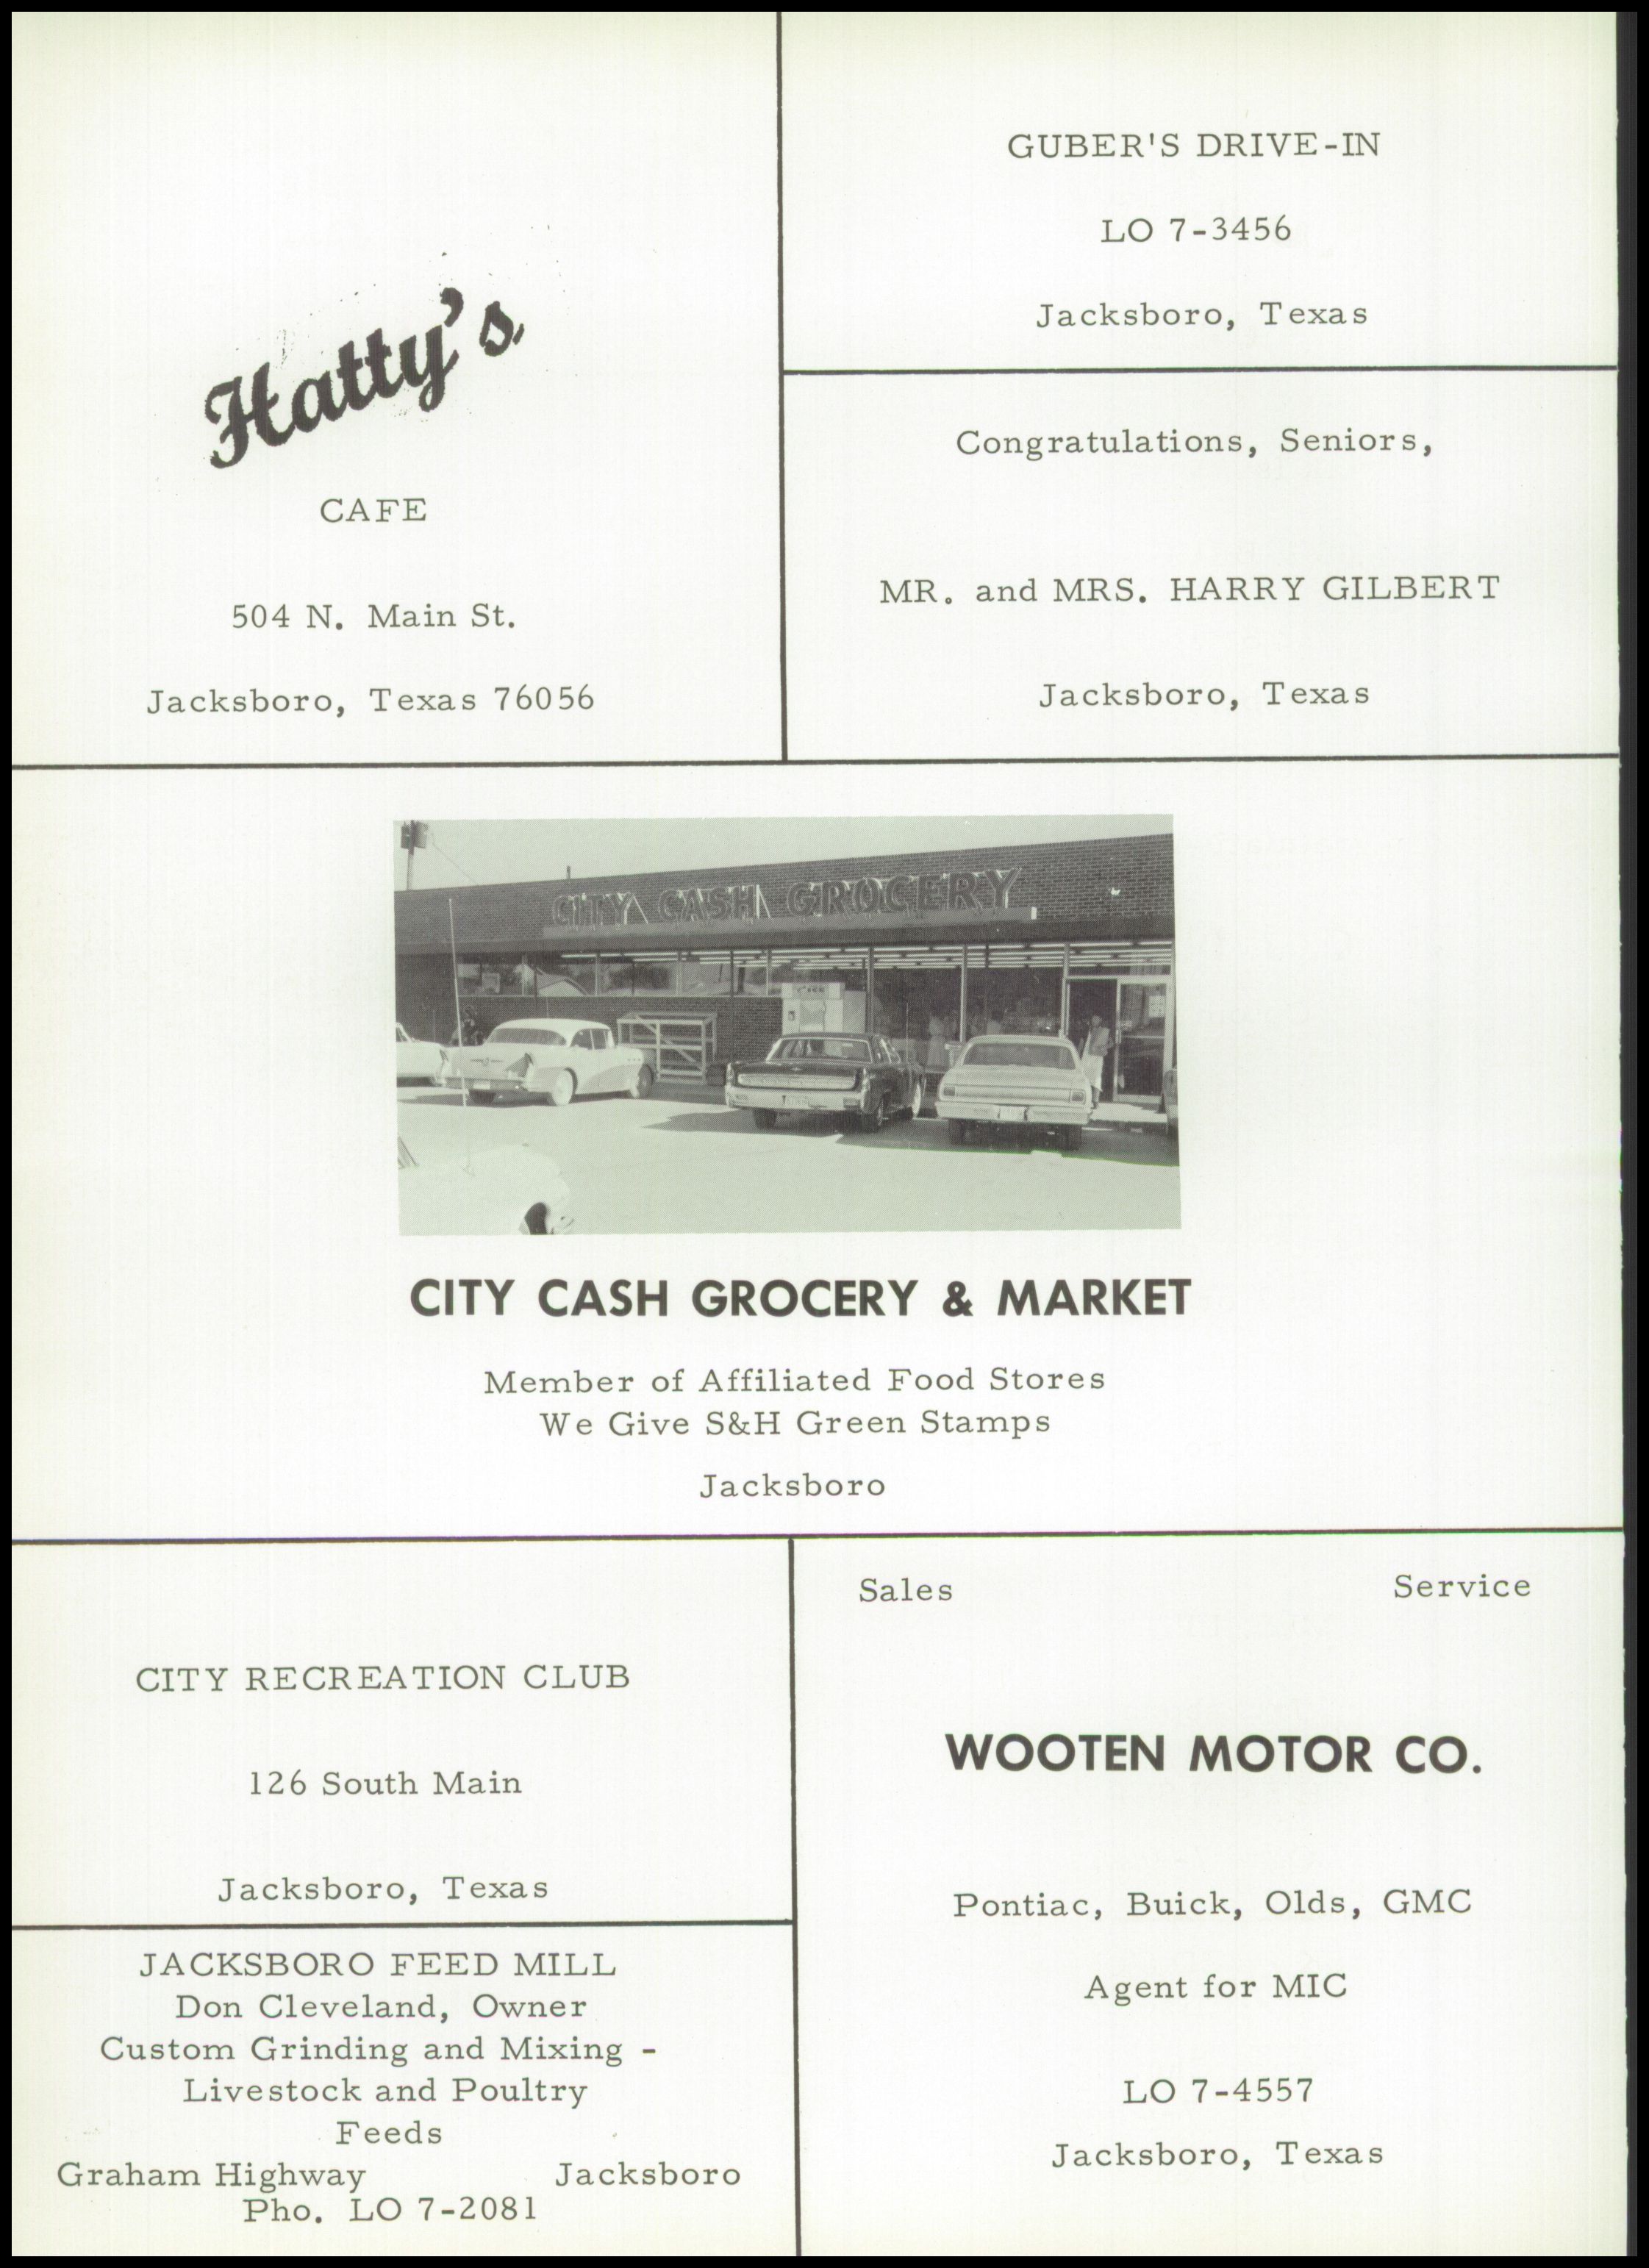 Hatty's
CAFE
504 N. Main St.
Jacksboro, Texas 76056
GUBER'S DRIVE-IN
LO 7-3456
Jacksboro, Texas
Congratulations, Seniors,
MR. and MRS. HARRY GILBERT
Jacksboro, Texas
CITY CASH GROCERY
ICE
CITY CASH GROCERY & MARKET
Member of Affiliated Food Stores
We Give S&H Green Stamps
Jacksboro
CITY RECREATION CLUB
126 South Main
Jacksboro, Texas
JACKSBORO FEED MILL
Don Cleveland, Owner
Custom Grinding and Mixing -
Livestock and Poultry
Feeds
Graham Highway Jacksboro
Pho. LO 7-2081
Sales Service
WOOTEN MOTOR CO.
Pontiac, Buick, Olds, GMC
Agent for MIC
LO 7-4557
Jacksboro, Texas